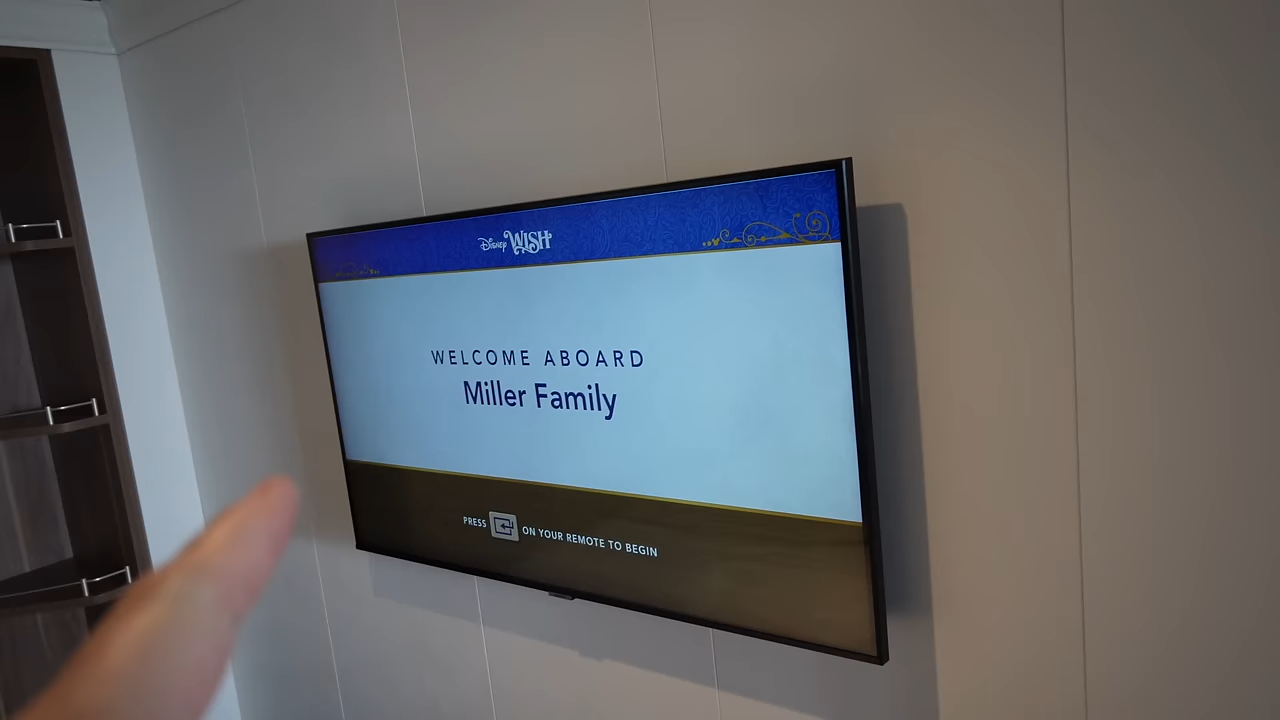 Disney WISH
WELCOME ABOARD
Miller Family
PRESS ON YOUR REMOTE TO BEGIN